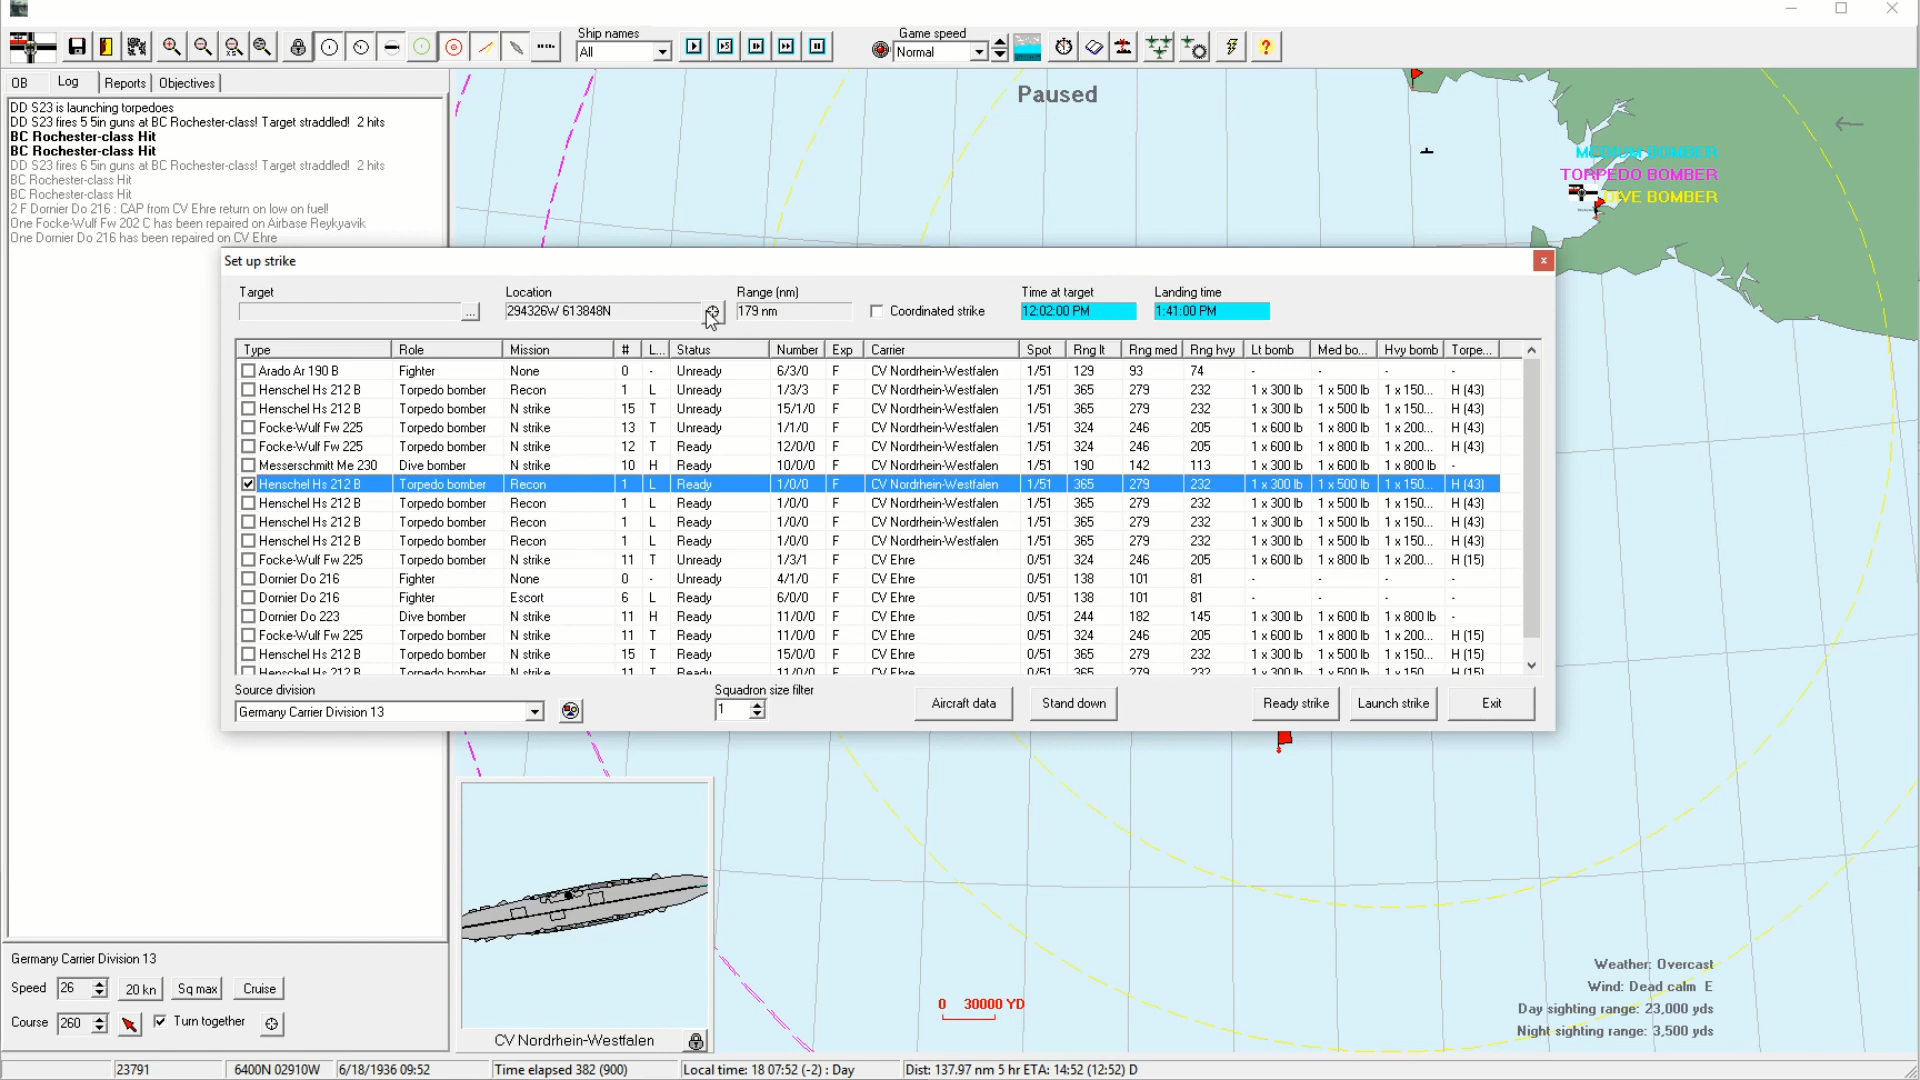 Ship names
All
Game speed
Normal
OB Log Reports Objectives
DD S23 is launching torpedoes
DD S23 fires 5 5in guns at BC Rochester-class! Target straddled! 2 hits
BC Rochester-class Hit
BC Rochester-class Hit
DD S23 fires 6 5in guns at BC Rochester-class! Target straddled! 2 hits
BC Rochester-class Hit
BC Rochester-class Hit
2 F Dornier Do 216 : CAP from CV Ehre return on low on fuel!
One Focke-Wulf Fw 202 C has been repaired on Airbase Reykyavik
One Dornier Do 216 has been repaired on CV Ehre
Paused
MEDIUM BOMBER
TORPEDO BOMBER
DIVE BOMBER
Set up strike
Target Location Range (nm) Time at target Landing time
... 294326W 613848N 179 nm Coordinated strike 12:02:00 PM 1:41:00 PM
Type Role Mission # L... Status Number Exp Carrier Spot Rng lt Rng med Rng hvy Lt bomb Med bo... Hvy bomb Torpe...
Arado Ar 190 B Fighter None 0 - Unready 6/3/0 F CV Nordrhein-Westfalen 1/51 129 93 74 - - - -
Henschel Hs 212 B Torpedo bomber Recon 1 L Unready 1/3/3 F CV Nordrhein-Westfalen 1/51 365 279 232 1 x 300 lb 1 x 500 lb 1 x 150... H (43)
Henschel Hs 212 B Torpedo bomber N strike 15 T Unready 15/1/0 F CV Nordrhein-Westfalen 1/51 365 279 232 1 x 300 lb 1 x 500 lb 1 x 150... H (43)
Focke-Wulf Fw 225 Torpedo bomber N strike 13 T Unready 1/1/0 F CV Nordrhein-Westfalen 1/51 324 246 205 1 x 600 lb 1 x 800 lb 1 x 200... H (43)
Focke-Wulf Fw 225 Torpedo bomber N strike 12 T Ready 12/0/0 F CV Nordrhein-Westfalen 1/51 324 246 205 1 x 600 lb 1 x 800 lb 1 x 200... H (43)
Messerschmitt Me 230 Dive bomber N strike 10 H Ready 10/0/0 F CV Nordrhein-Westfalen 1/51 190 142 113 1 x 300 lb 1 x 600 lb 1 x 800 lb -
Henschel Hs 212 B Torpedo bomber Recon 1 L Ready 1/0/0 F CV Nordrhein-Westfalen 1/51 365 279 232 1 x 300 lb 1 x 500 lb 1 x 150... H (43)
Henschel Hs 212 B Torpedo bomber Recon 1 L Ready 1/0/0 F CV Nordrhein-Westfalen 1/51 365 279 232 1 x 300 lb 1 x 500 lb 1 x 150... H (43)
Henschel Hs 212 B Torpedo bomber Recon 1 L Ready 1/0/0 F CV Nordrhein-Westfalen 1/51 365 279 232 1 x 300 lb 1 x 500 lb 1 x 150... H (43)
Henschel Hs 212 B Torpedo bomber Recon 1 L Ready 1/0/0 F CV Nordrhein-Westfalen 1/51 365 279 232 1 x 300 lb 1 x 500 lb 1 x 150... H (43)
Focke-Wulf Fw 225 Torpedo bomber N strike 11 T Unready 1/3/1 F CV Ehre 0/51 324 246 205 1 x 600 lb 1 x 800 lb 1 x 200... H (15)
Dornier Do 216 Fighter None 0 - Unready 4/1/0 F CV Ehre 0/51 138 101 81 - - - -
Dornier Do 216 Fighter Escort 6 L Ready 6/0/0 F CV Ehre 0/51 138 101 81 - - - -
Dornier Do 223 Dive bomber N strike 11 H Ready 11/0/0 F CV Ehre 0/51 244 182 145 1 x 300 lb 1 x 600 lb 1 x 800 lb -
Focke-Wulf Fw 225 Torpedo bomber N strike 11 T Ready 11/0/0 F CV Ehre 0/51 324 246 205 1 x 600 lb 1 x 800 lb 1 x 200... H (15)
Henschel Hs 212 B Torpedo bomber N strike 15 T Ready 15/0/0 F CV Ehre 0/51 365 279 232 1 x 300 lb 1 x 500 lb 1 x 150... H (15)
Henschel Hs 212 B Torpedo bomber N strike 11 T Ready 11/0/0 F CV Ehre 0/51 365 279 232 1 x 300 lb 1 x 500 lb 1 x 150 H (15)
Source division
Germany Carrier Division 13
Squadron size filter
1
Aircraft data Stand down Ready strike Launch strike Exit
Germany Carrier Division 13
Speed 26 20 kn Sq max Cruise
Course 260 Turn together
CV Nordrhein-Westfalen
0 30000 YD
Weather: Overcast
Wind: Dead calm E
Day sighting range: 23,000 yds
Night sighting range: 3,500 yds
23791 6400N 02910W 6/18/1936 09:52 Time elapsed 382 (900) Local time: 18 07:52 (-2) : Day Dist: 137.97 nm 5 hr ETA: 14:52 (12:52) D